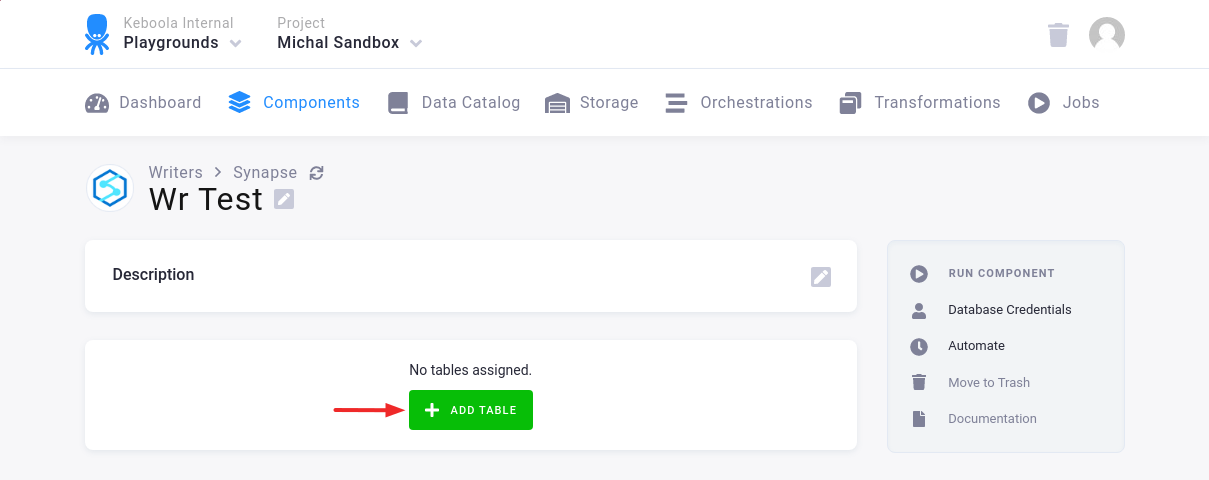 Keboola Internal
Playgrounds
Project
Michal Sandbox
Dashboard
Components
Data Catalog
Storage
Orchestrations
Transformations
Jobs
Writers
Synapse
Wr Test
Description
No tables assigned.
ADD TABLE
RUN COMPONENT
Database Credentials
Automate
Move to Trash
Documentation